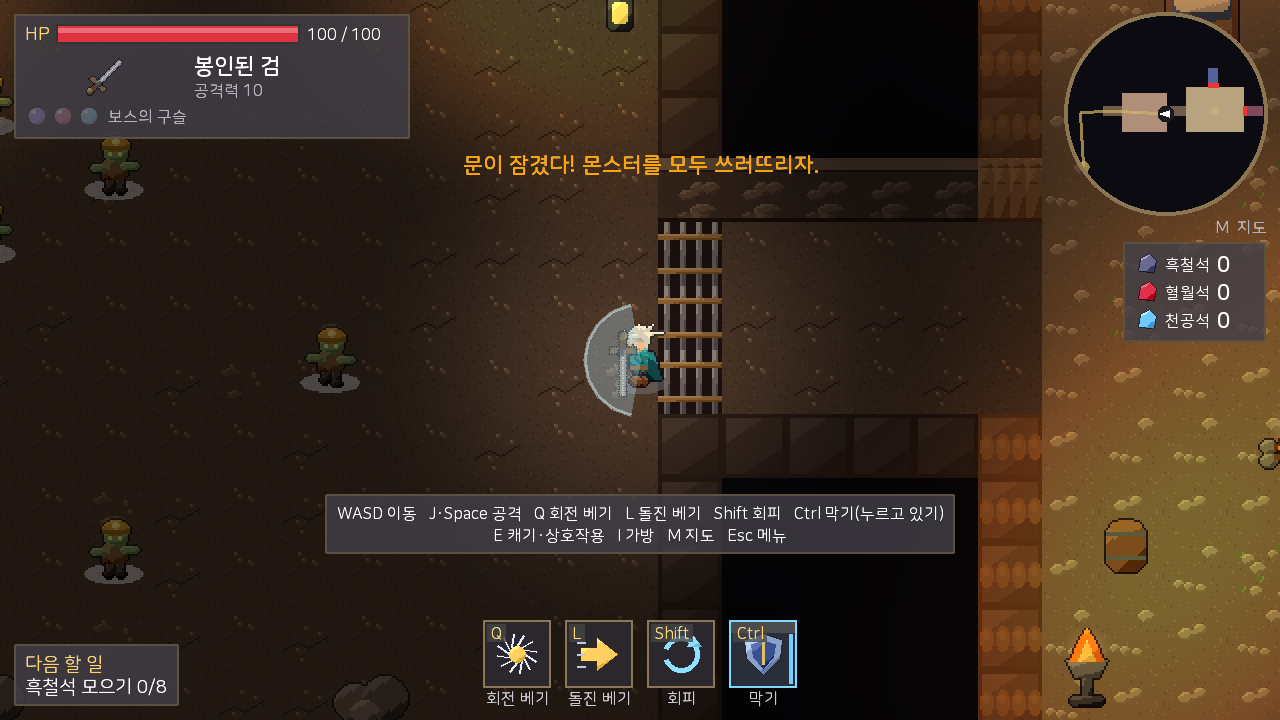 HP 100 / 100
봉인된 검
공격력 10
보스의 구슬
문이 잠겼다! 몬스터를 모두 쓰러뜨리자.
M 지도
흑철석 0
혈월석 0
천공석 0
WASD 이동 J·Space 공격 Q 회전 베기 L 돌진 베기 Shift 회피 Ctrl 막기(누르고 있기)
E 캐기·상호작용 I 가방 M 지도 Esc 메뉴
Q L Shift Ctrl
회전 베기 돌진 베기 회피 막기
다음 할 일
흑철석 모으기 0/8